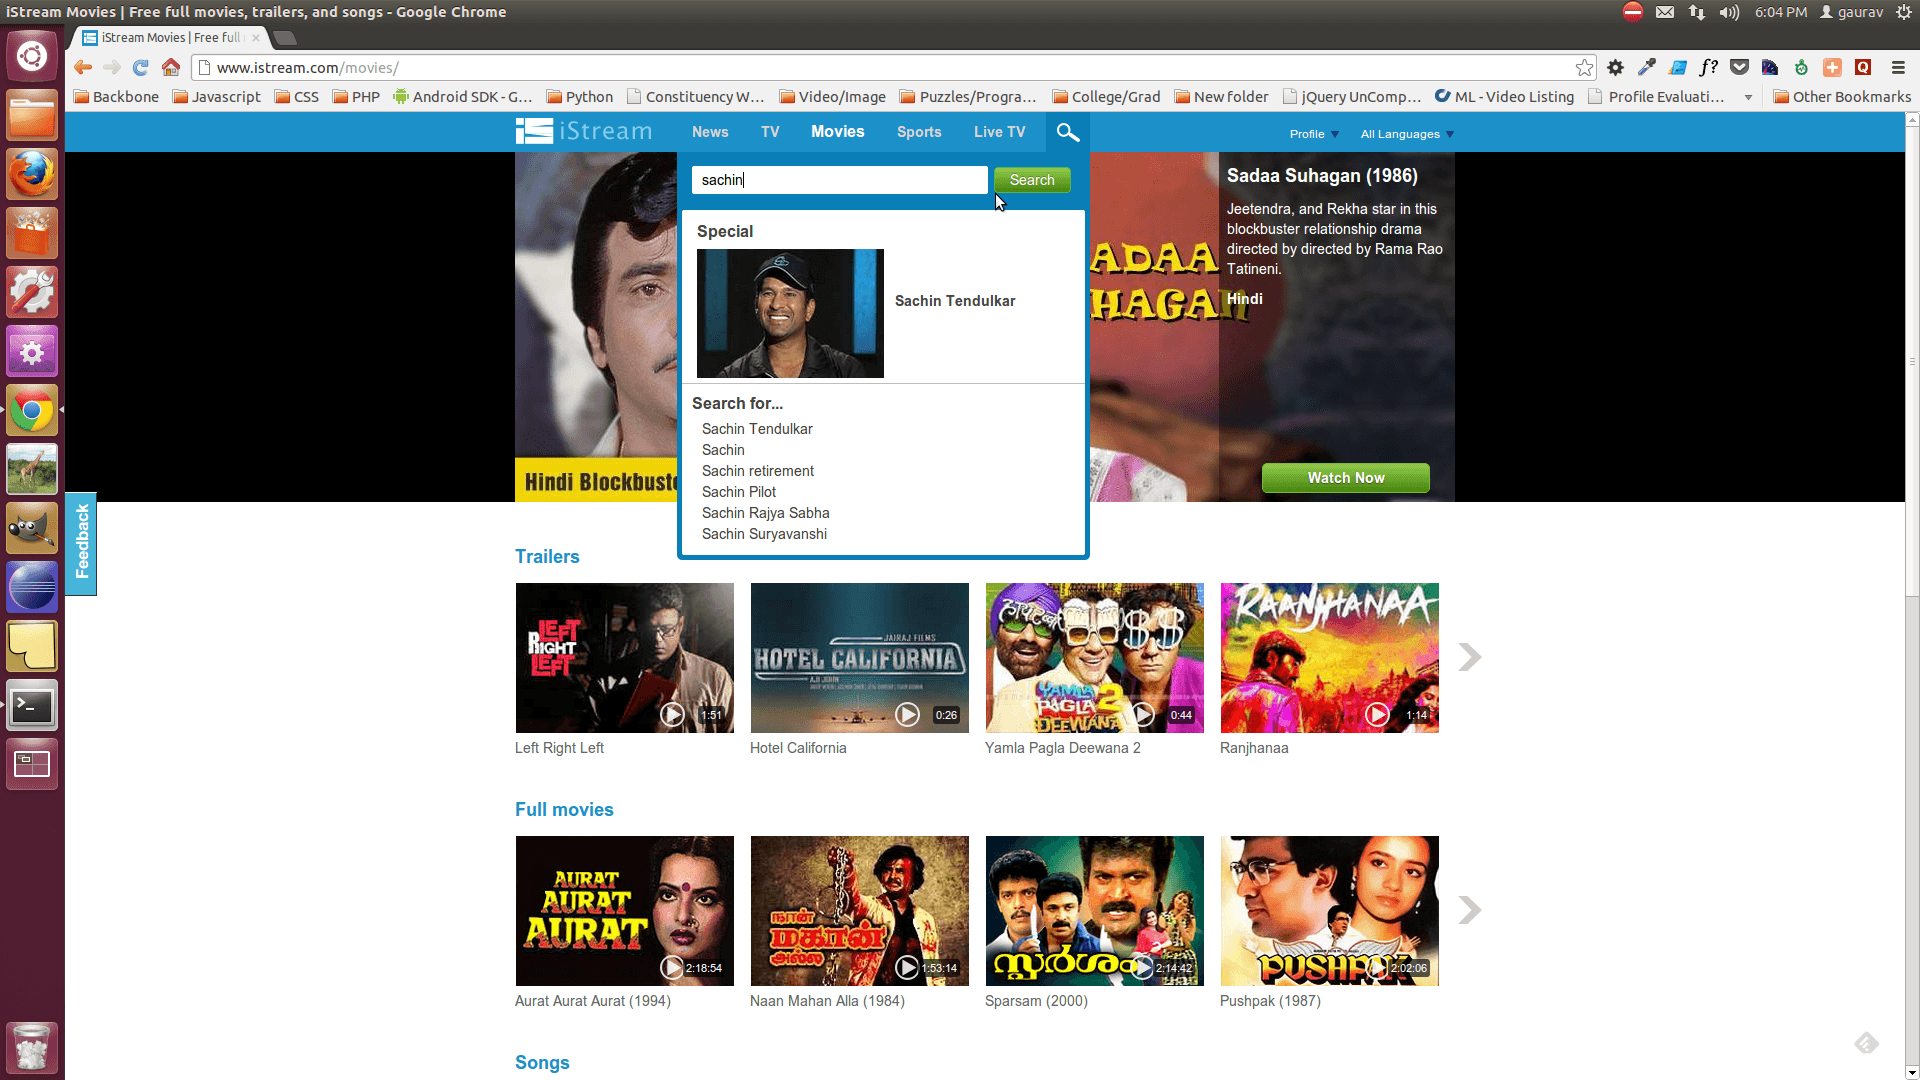 iStream Movies | Free full movies, trailers, and songs - Google Chrome
6:04 PM
gaurav
iStream Movies | Free full
www.istream.com/movies/
f?
Backbone
Javascript
CSS
PHP
Android SDK - G...
Python
Constituency W...
Video/Image
Puzzles/Progra...
College/Grad
New folder
jQuery UnComp...
ML - Video Listing
Profile Evaluati...
Other Bookmarks
iStream
News
TV
Movies
Sports
Live TV
Profile
All Languages
sachin
Search
Special
Sachin Tendulkar
Search for...
Sachin Tendulkar
Sachin
Sachin retirement
Sachin Pilot
Sachin Rajya Sabha
Sachin Suryavanshi
Hindi Blockbuste
ADAA
HAGAN
Sadaa Suhagan (1986)
Jeetendra, and Rekha star in this
blockbuster relationship drama
directed by directed by Rama Rao
Tatineni.
Hindi
Watch Now
Feedback
Trailers
LEFT
RIGHT
LEFT
1:51
JAIRAJ FILMS
HOTEL CALIFORNIA
AJI JOHN
0:26
YAMLA
PAGLA 2
DEEWANA
0:44
RAANJHANAA
1:14
Left Right Left
Hotel California
Yamla Pagla Deewana 2
Ranjhanaa
Full movies
AURAT
AURAT
AURAT
2:18:54
நான்
மகான்
அல்ல
1:53:14
സ്പർശം
2:14:42
PUSHPAK
2:02:06
Aurat Aurat Aurat (1994)
Naan Mahan Alla (1984)
Sparsam (2000)
Pushpak (1987)
Songs